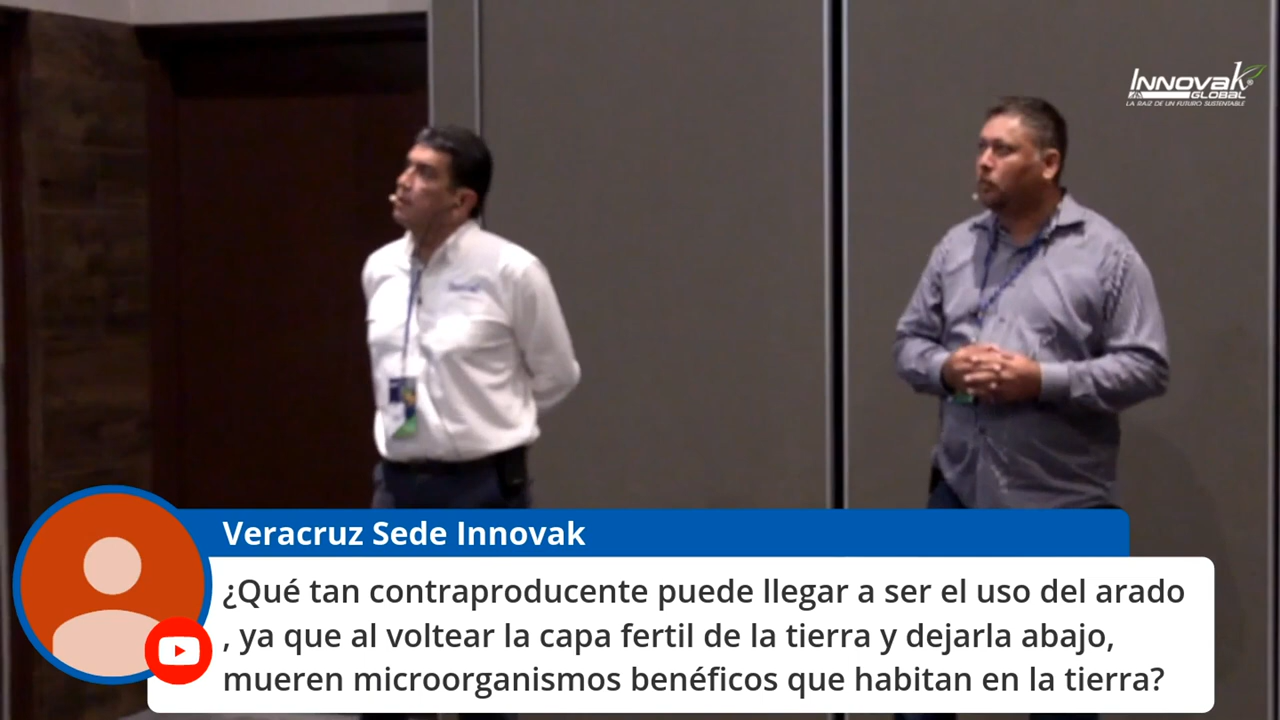 INNOVAK
GLOBAL
LA RAÍZ DE UN FUTURO SUSTENTABLE
Veracruz Sede Innovak
¿Qué tan contraproducente puede llegar a ser el uso del arado
, ya que al voltear la capa fertil de la tierra y dejarla abajo,
mueren microorganismos benéficos que habitan en la tierra?